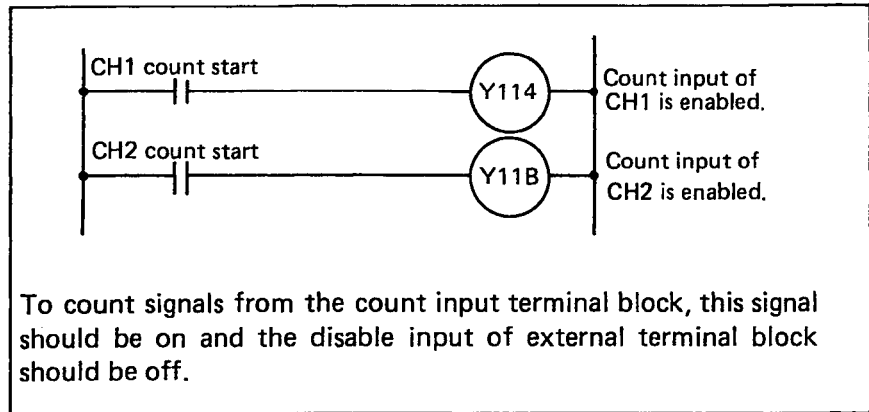 CH1 count start
Y114
Count input of
CH1 is enabled.
CH2 count start
Y11B
Count input of
CH2 is enabled.
To count signals from the count input terminal block, this signal
should be on and the disable input of external terminal block
should be off.